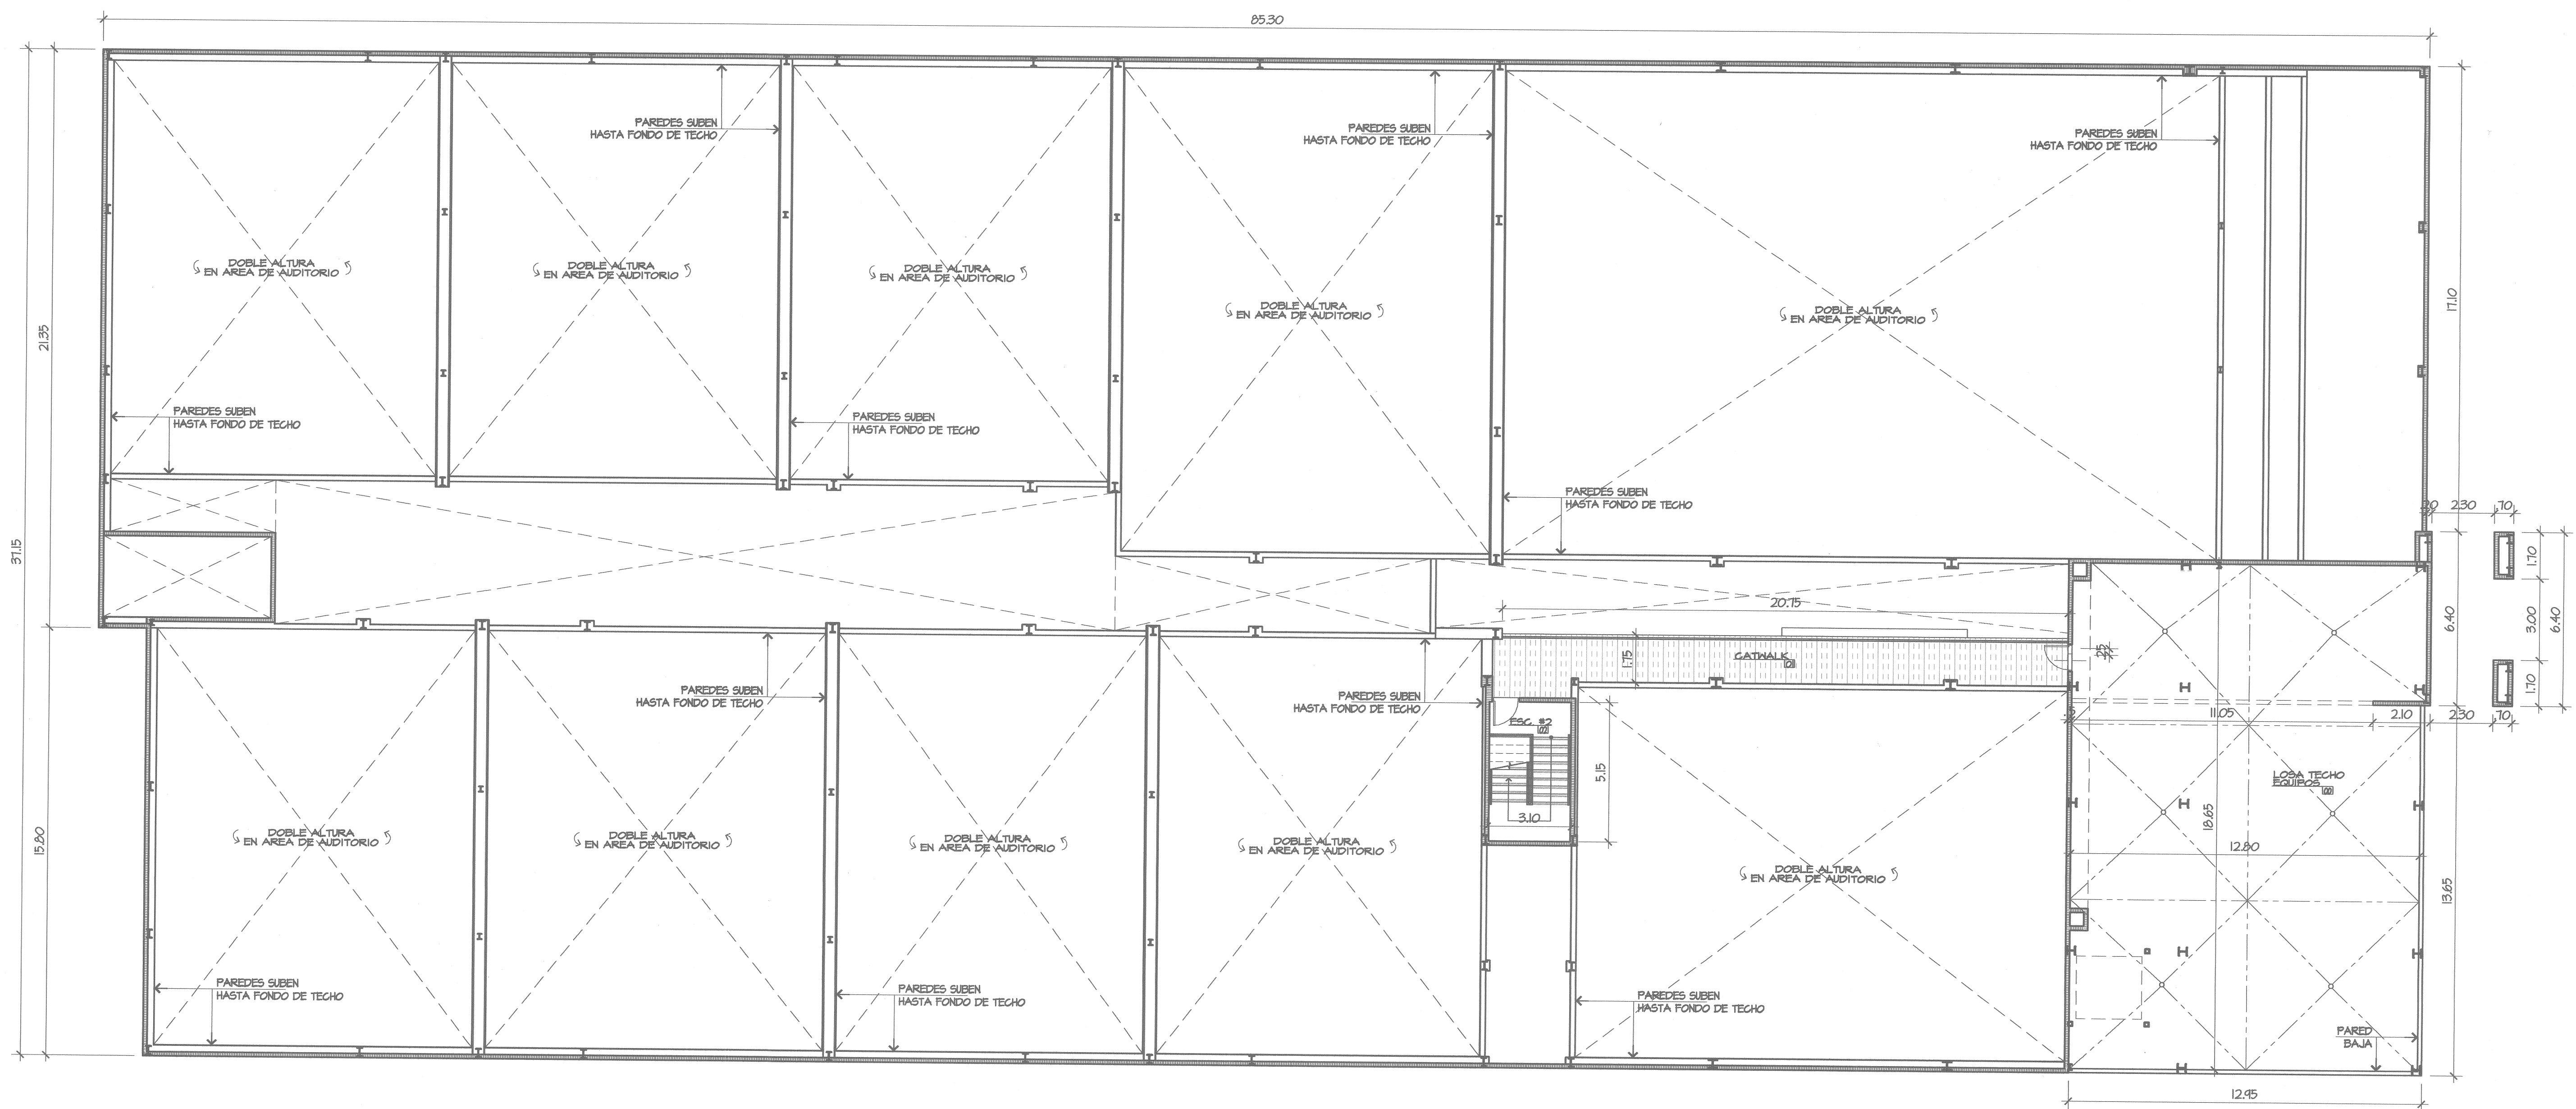 85.30
PAREDES SUBEN
HASTA FONDO DE TECHO
PAREDES SUBEN
HASTA FONDO DE TECHO
PAREDES SUBEN
HASTA FONDO DE TECHO
DOBLE ALTURA
EN AREA DE AUDITORIO
DOBLE ALTURA
EN AREA DE AUDITORIO
DOBLE ALTURA
EN AREA DE AUDITORIO
DOBLE ALTURA
EN AREA DE AUDITORIO
DOBLE ALTURA
EN AREA DE AUDITORIO
21.35
17.10
PAREDES SUBEN
HASTA FONDO DE TECHO
PAREDES SUBEN
HASTA FONDO DE TECHO
PAREDES SUBEN
HASTA FONDO DE TECHO
37.15
.20 2.30 .70
1.70
3.00
1.70
6.40
6.40
20.75
CATWALK
1.75
.25
PAREDES SUBEN
HASTA FONDO DE TECHO
PAREDES SUBEN
HASTA FONDO DE TECHO
ESC. #2
11.05
2.10
2.30
.70
5.15
3.10
LOSA TECHO
EQUIPOS
18.65
12.80
15.80
13.65
DOBLE ALTURA
EN AREA DE AUDITORIO
DOBLE ALTURA
EN AREA DE AUDITORIO
DOBLE ALTURA
EN AREA DE AUDITORIO
DOBLE ALTURA
EN AREA DE AUDITORIO
DOBLE ALTURA
EN AREA DE AUDITORIO
PAREDES SUBEN
HASTA FONDO DE TECHO
PAREDES SUBEN
HASTA FONDO DE TECHO
PAREDES SUBEN
HASTA FONDO DE TECHO
PARED
BAJA
12.95